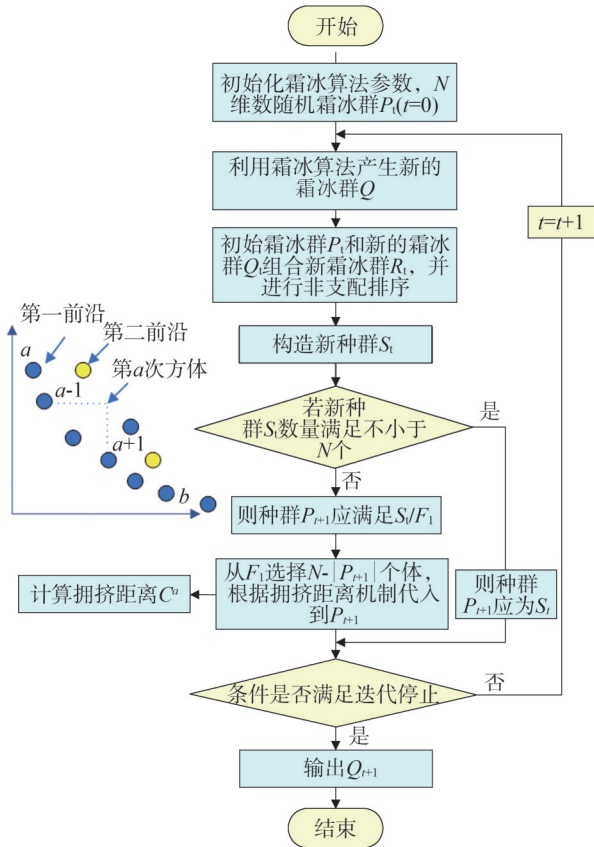 开始
初始化霜冰算法参数，N
维数随机霜冰群Pt(t=0)
利用霜冰算法产生新的
霜冰群Q
t=t+1
初始霜冰群Pt和新的霜冰
群Qt组合新霜冰群Rt，并
进行非支配排序
构造新种群St
第一前沿
第二前沿
a
第a次方体
a-1
a+1
b
若新种
群St数量满足不小于
N个
是
否
则种群Pt+1应满足St/F1
从F1选择N-|Pt+1|个体，
根据拥挤距离机制代入
到Pt+1
计算拥挤距离Cᵃ
则种群
Pt+1应为St
条件是否满足迭代停止
否
是
输出Qt+1
结束